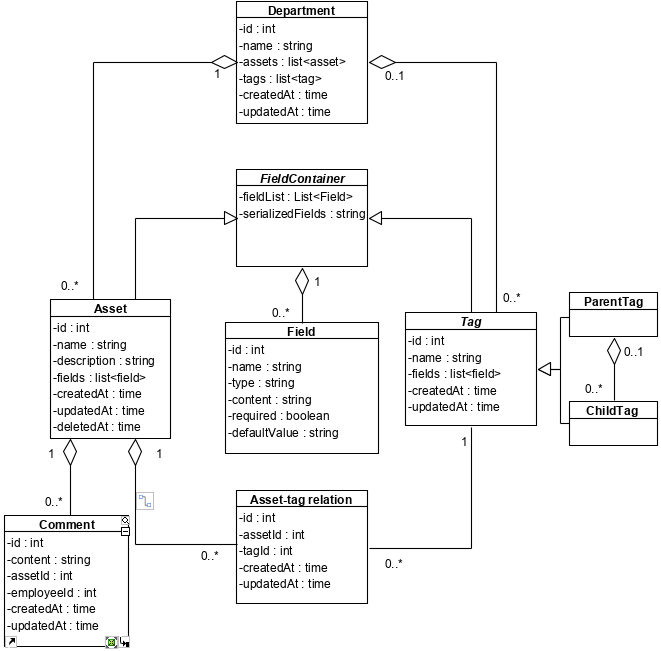 Department
-id : int
-name : string
-assets : list<asset>
-tags : list<tag>
-createdAt : time
-updatedAt : time
1
0..1
FieldContainer
-fieldList : List<Field>
-serializedFields : string
1
0..*
0..*
0..*
Asset
-id : int
-name : string
-description : string
-fields : list<field>
-createdAt : time
-updatedAt : time
-deletedAt : time
Field
-id : int
-name : string
-type : string
-content : string
-required : boolean
-defaultValue : string
Tag
-id : int
-name : string
-fields : list<field>
-createdAt : time
-updatedAt : time
ParentTag
0..1
0..*
ChildTag
1
1
1
0..*
0..*
0..*
Asset-tag relation
-id : int
-assetId : int
-tagId : int
-createdAt : time
-updatedAt : time
Comment
-id : int
-content : string
-assetId : int
-employeeId : int
-createdAt : time
-updatedAt : time